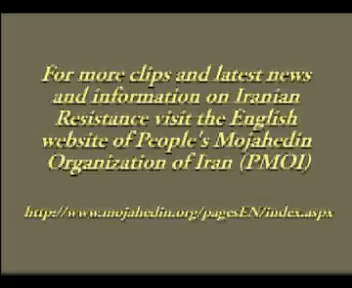 For more clips and latest news
and information on Iranian
Resistance visit the English
website of People's Mojahedin
Organization of Iran (PMOI)
http://www.mojahedin.org/pagesEN/index.aspx